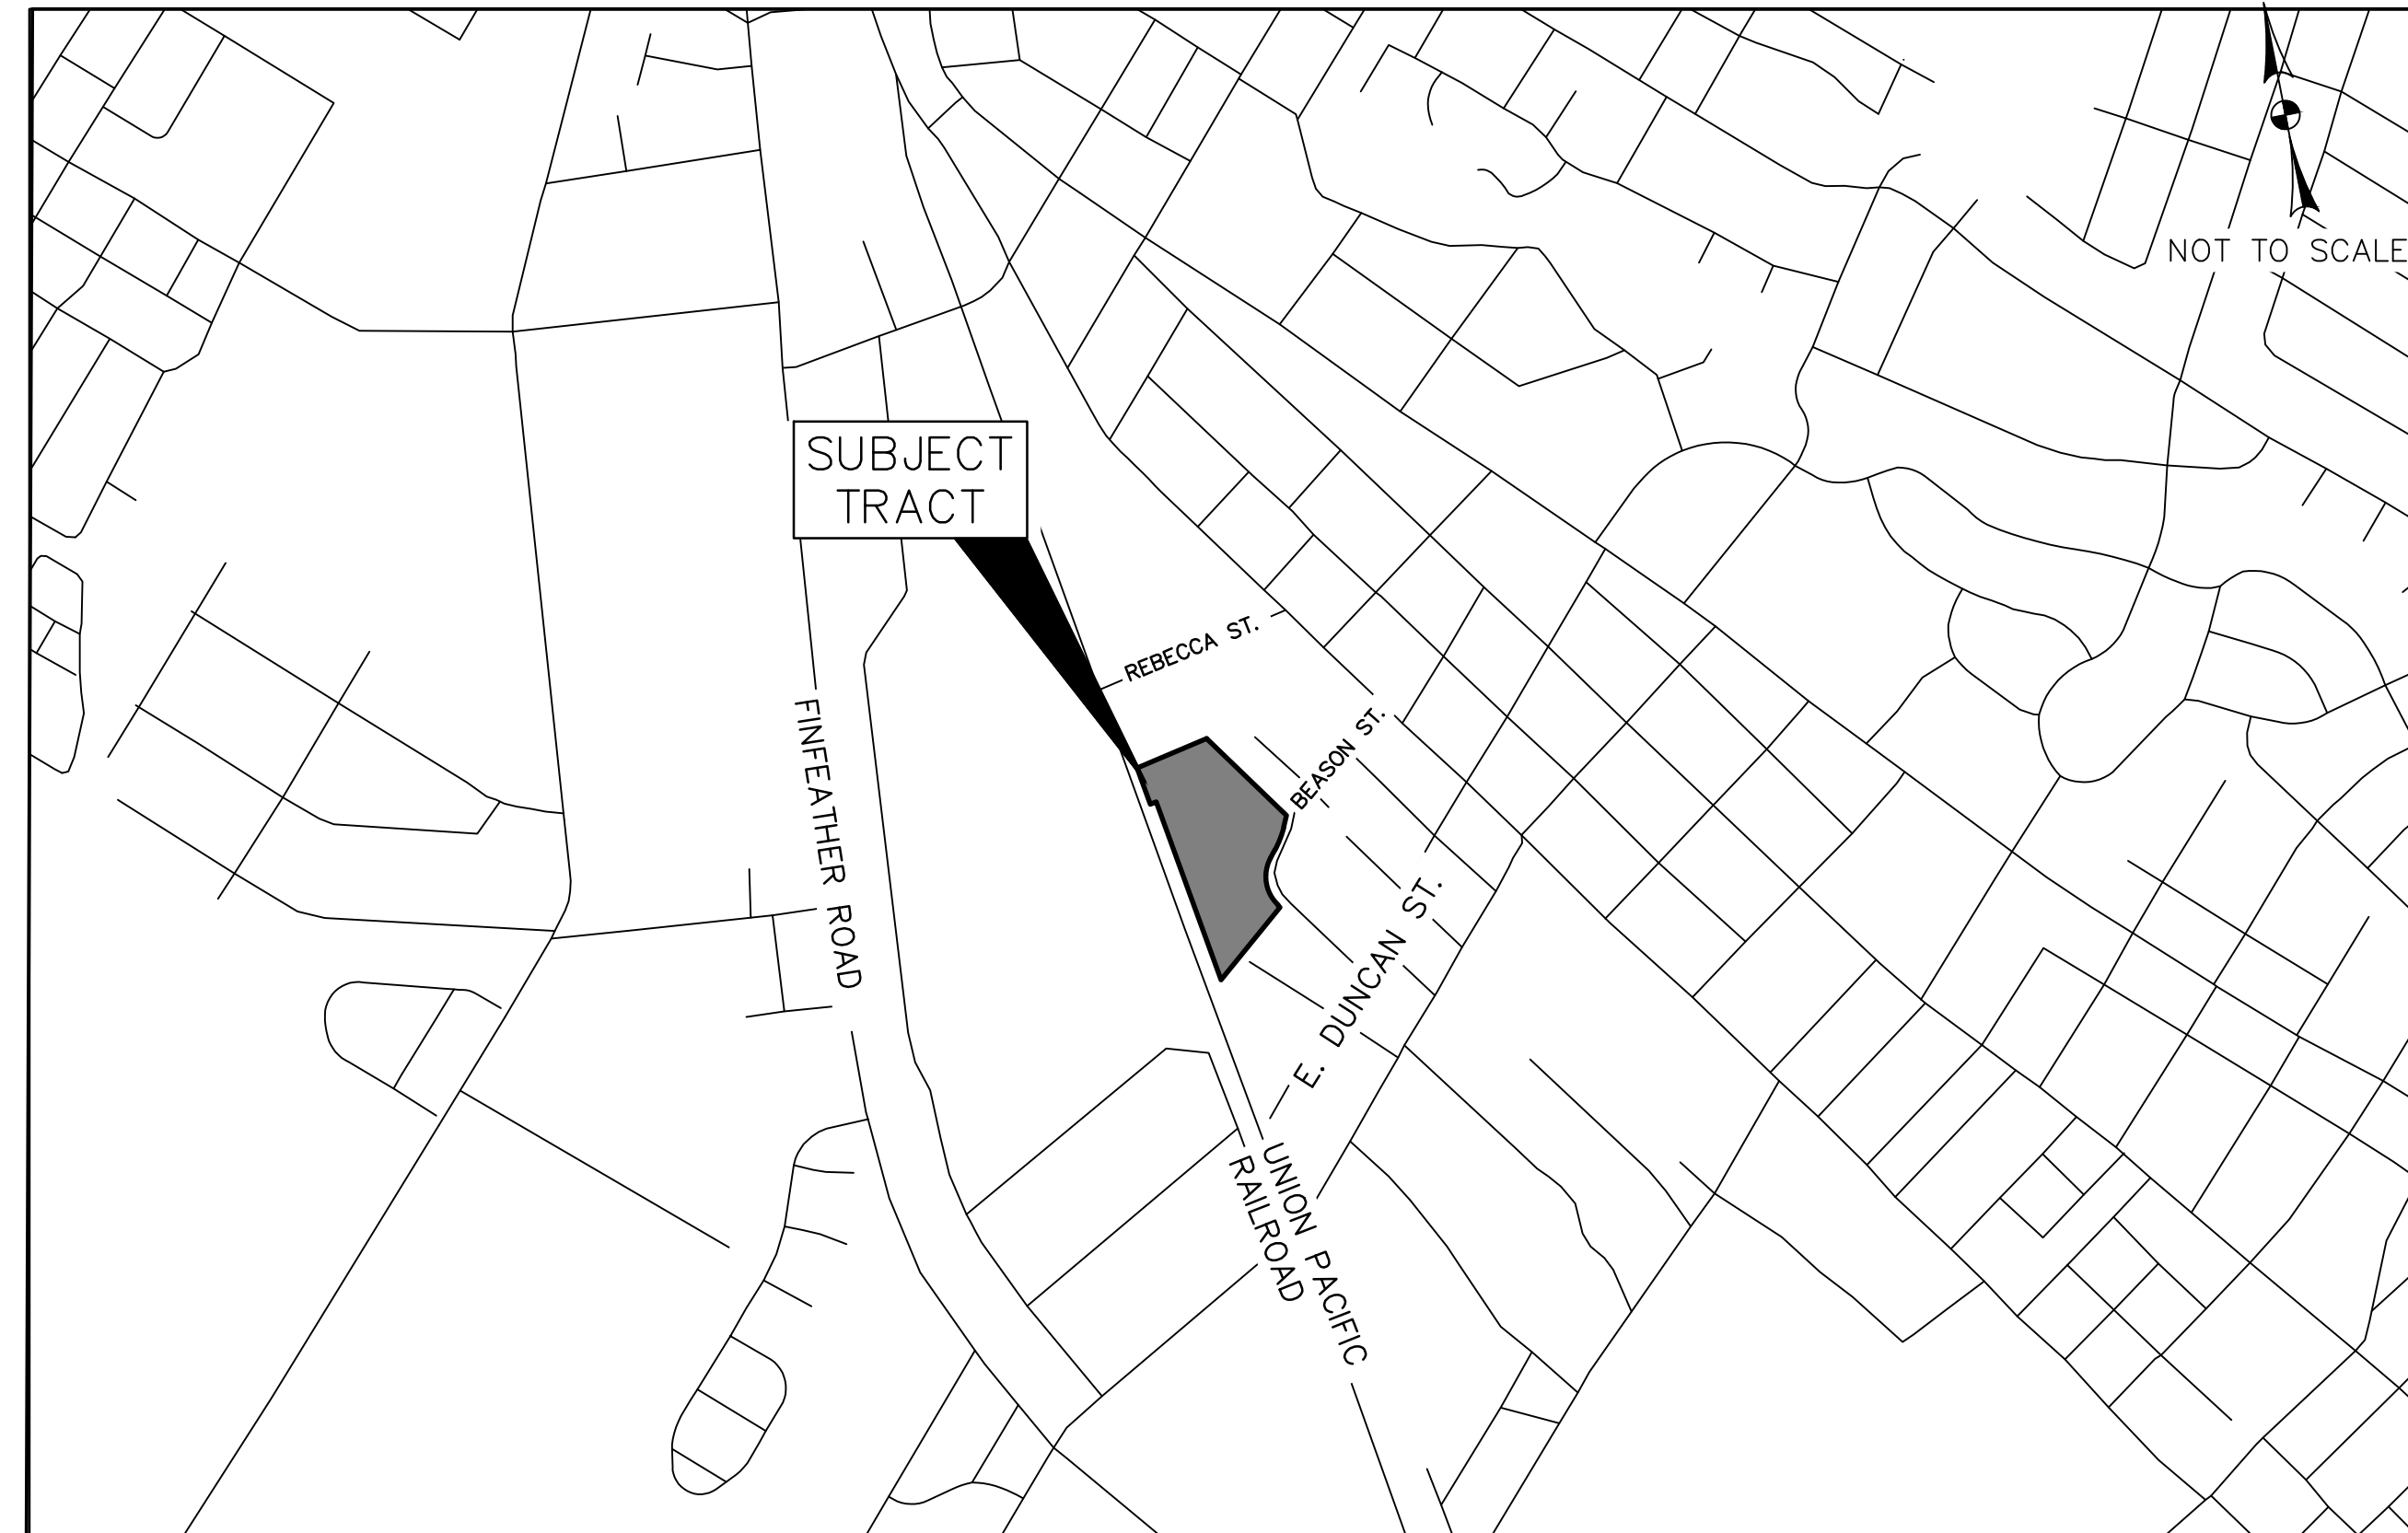 NOT TO SCALE
SUBJECT
TRACT
REBECCA ST.
BEASON ST.
FINFEATHER ROAD
E. DUNCAN ST.
UNION PACIFIC
RAILROAD